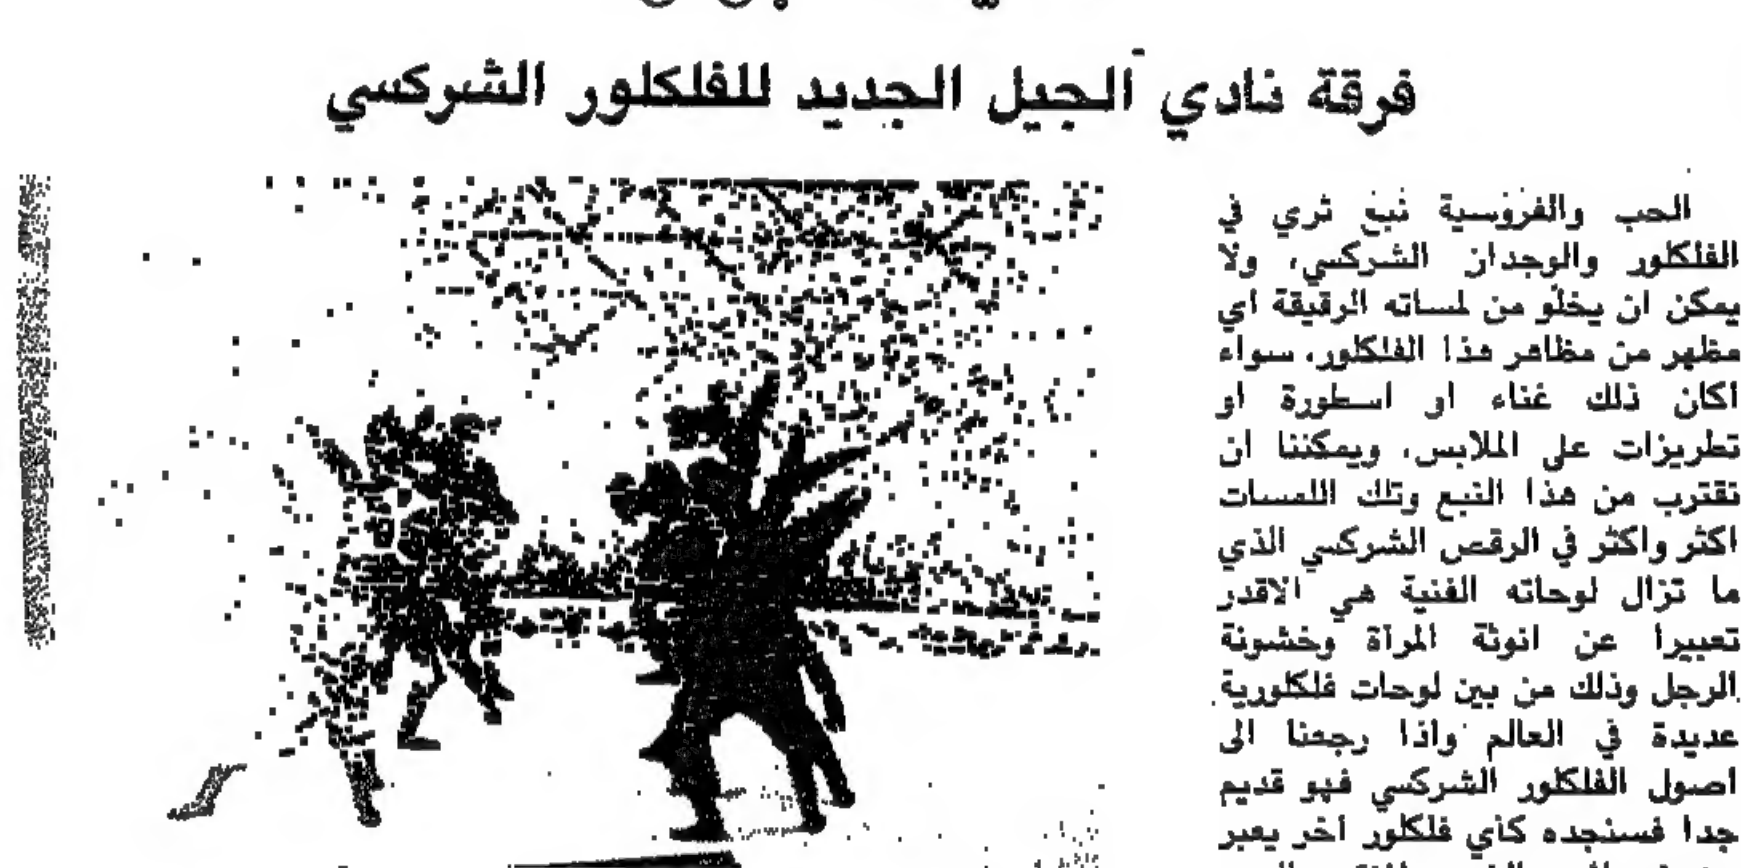 فرقة نادي الجيل الجديد للفلكلور الشركسي
الحب والفروسية نبع ثري في
الفلكلور والوجدان الشركسي، ولا
يمكن ان يخلو من لمساته الرقيقة اي
مظهر من مظاهر هذا الفلكلور، سواء
اكان ذلك غناء او اسطورة او
تطريزات على الملابس، ويمكننا ان
نقترب من هذا النبع وتلك اللمسات
اكثر واكثر في الرقص الشركسي الذي
ما تزال لوحاته الفنية هي الاقدر
تعبيرا عن انوثة المرأة وخشونة
الرجل وذلك من بين لوحات فلكلورية
عديدة في العالم واذا رجعنا الى
اصول الفلكلور الشركسي فهو قديم
جدا فسنجده كأي فلكلور آخر يعبر